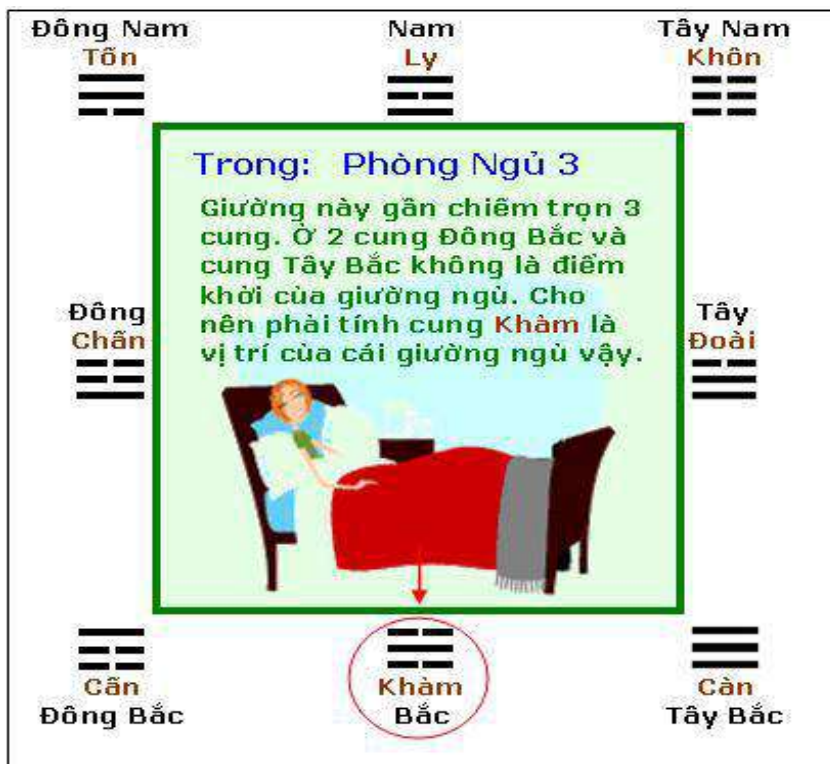 Đông Nam
Tốn
Nam
Ly
Tây Nam
Khôn
Trong: Phòng Ngủ 3
Giường này gần chiếm trọn 3
cung. Ở 2 cung Đông Bắc và
cung Tây Bắc không là điểm
khởi của giường ngủ. Cho
nên phải tính cung Khảm là
vị trí của cái giường ngủ vậy.
Đông
Chấn
Tây
Đoài
Cấn
Đông Bắc
Khảm
Bắc
Càn
Tây Bắc